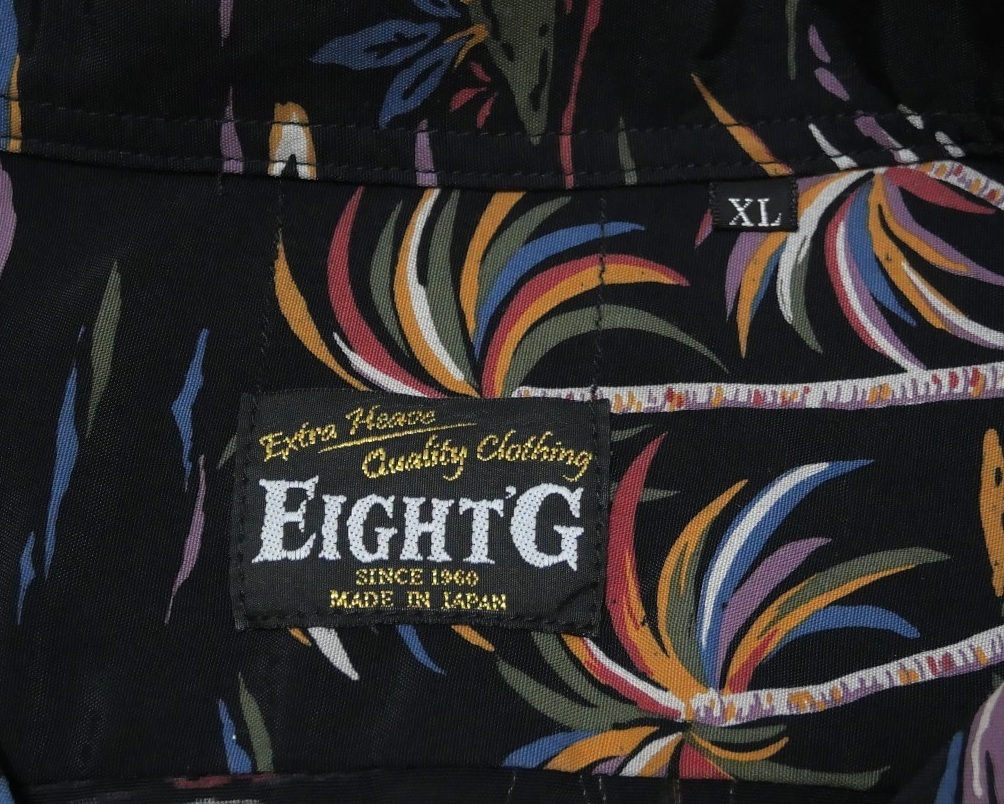 XL
Extra Heave
Quality Clothing
EIGHT'G
SINCE 1960
MADE IN JAPAN